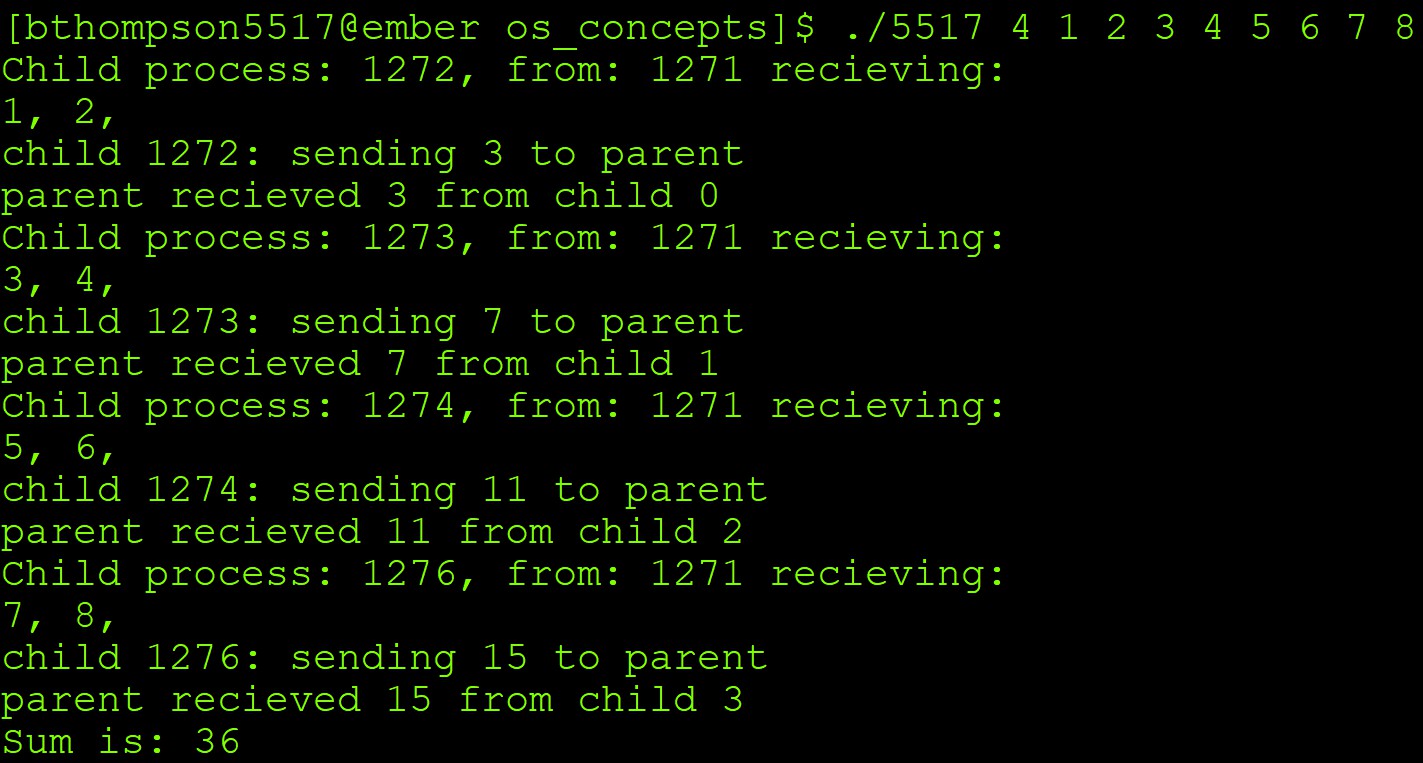 [bthompson5517@ember os_concepts]$ ./5517 4 1 2 3 4 5 6 7 8
Child process: 1272, from: 1271 recieving:
1, 2,
child 1272: sending 3 to parent
parent recieved 3 from child 0
Child process: 1273, from: 1271 recieving:
3, 4,
child 1273: sending 7 to parent
parent recieved 7 from child 1
Child process: 1274, from: 1271 recieving:
5, 6,
child 1274: sending 11 to parent
parent recieved 11 from child 2
Child process: 1276, from: 1271 recieving:
7, 8,
child 1276: sending 15 to parent
parent recieved 15 from child 3
Sum is: 36